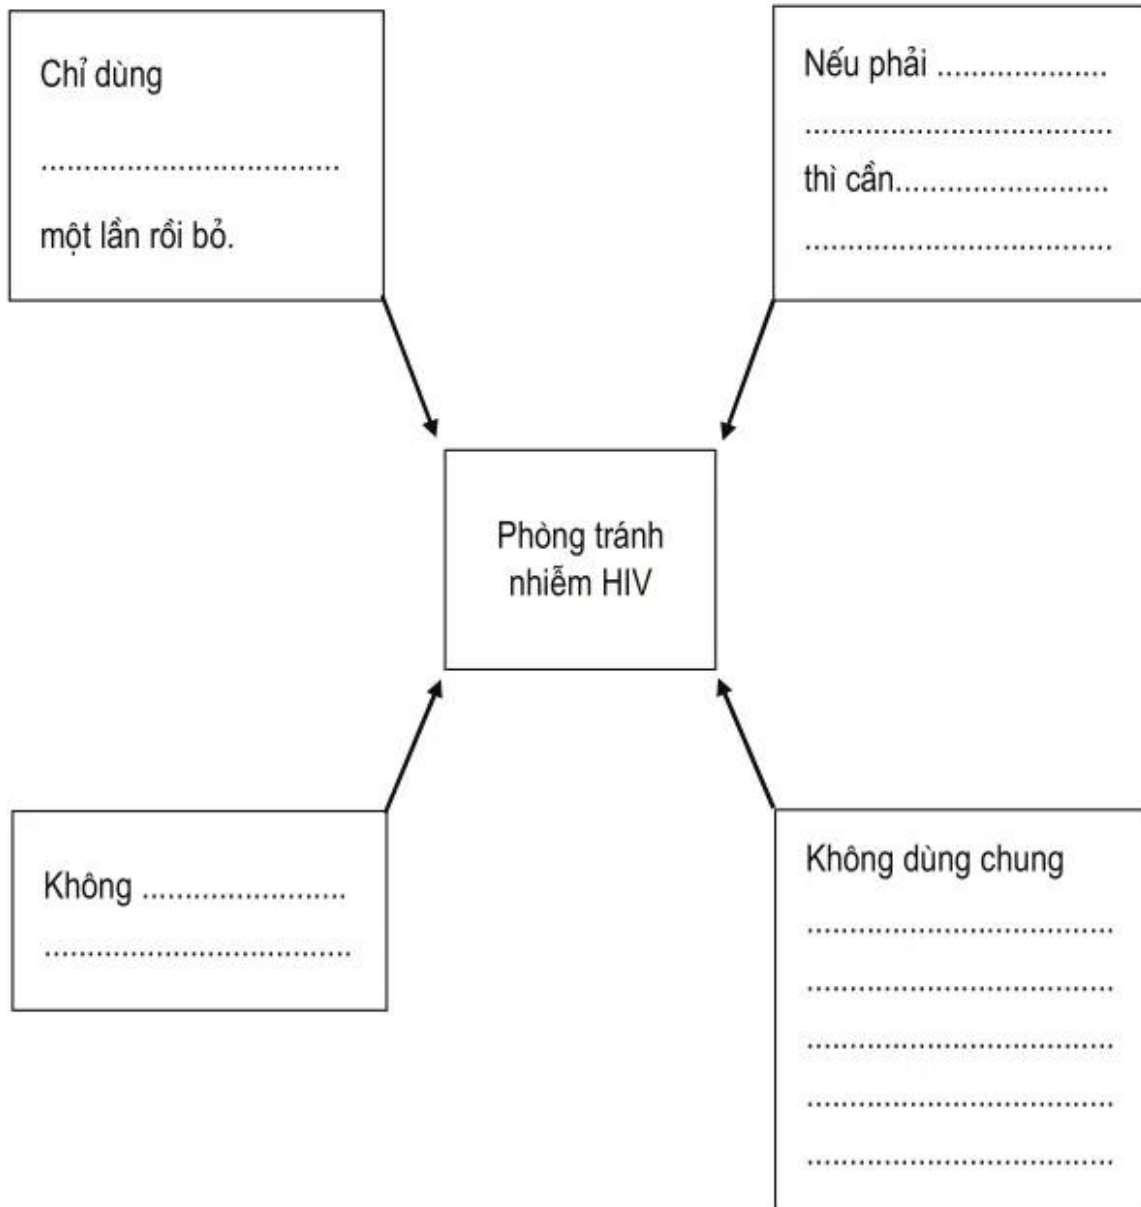 Chỉ dùng
...................................
một lần rồi bỏ.
Nếu phải ....................
....................................
thì cần.........................
....................................
Phòng tránh
nhiễm HIV
Không ........................
....................................
Không dùng chung
....................................
....................................
....................................
....................................
....................................